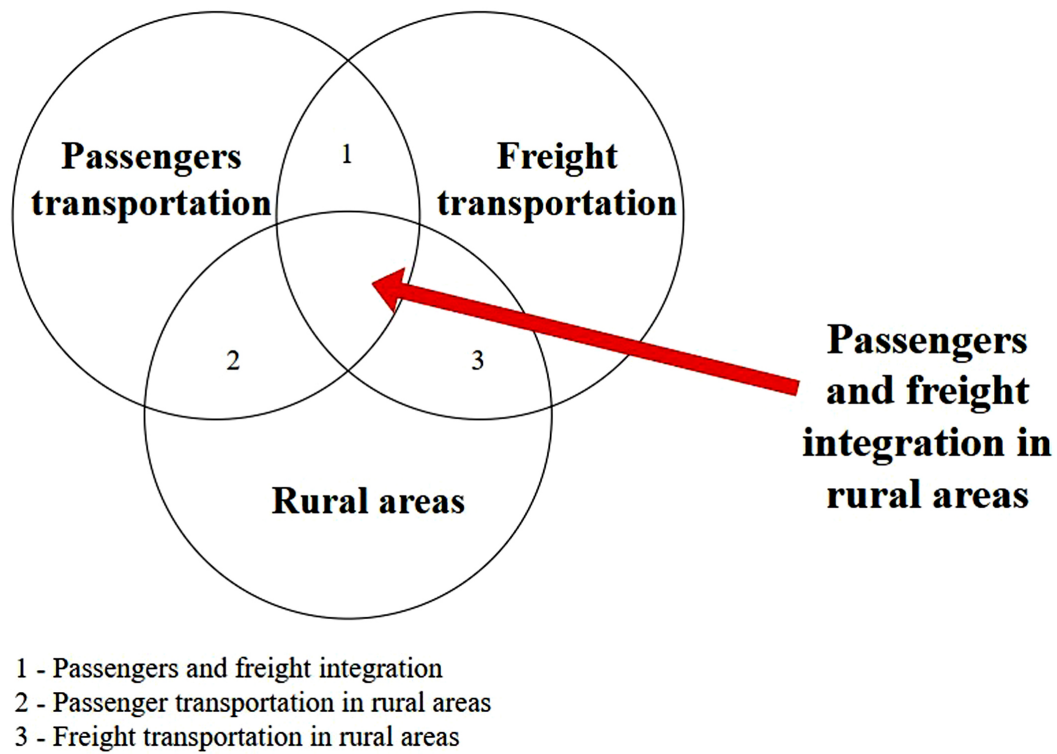 Passengers
transportation
1
Freight
transportation
2
3
Passengers
and freight
integration in
rural areas
Rural areas
1 - Passengers and freight integration
2 - Passenger transportation in rural areas
3 - Freight transportation in rural areas